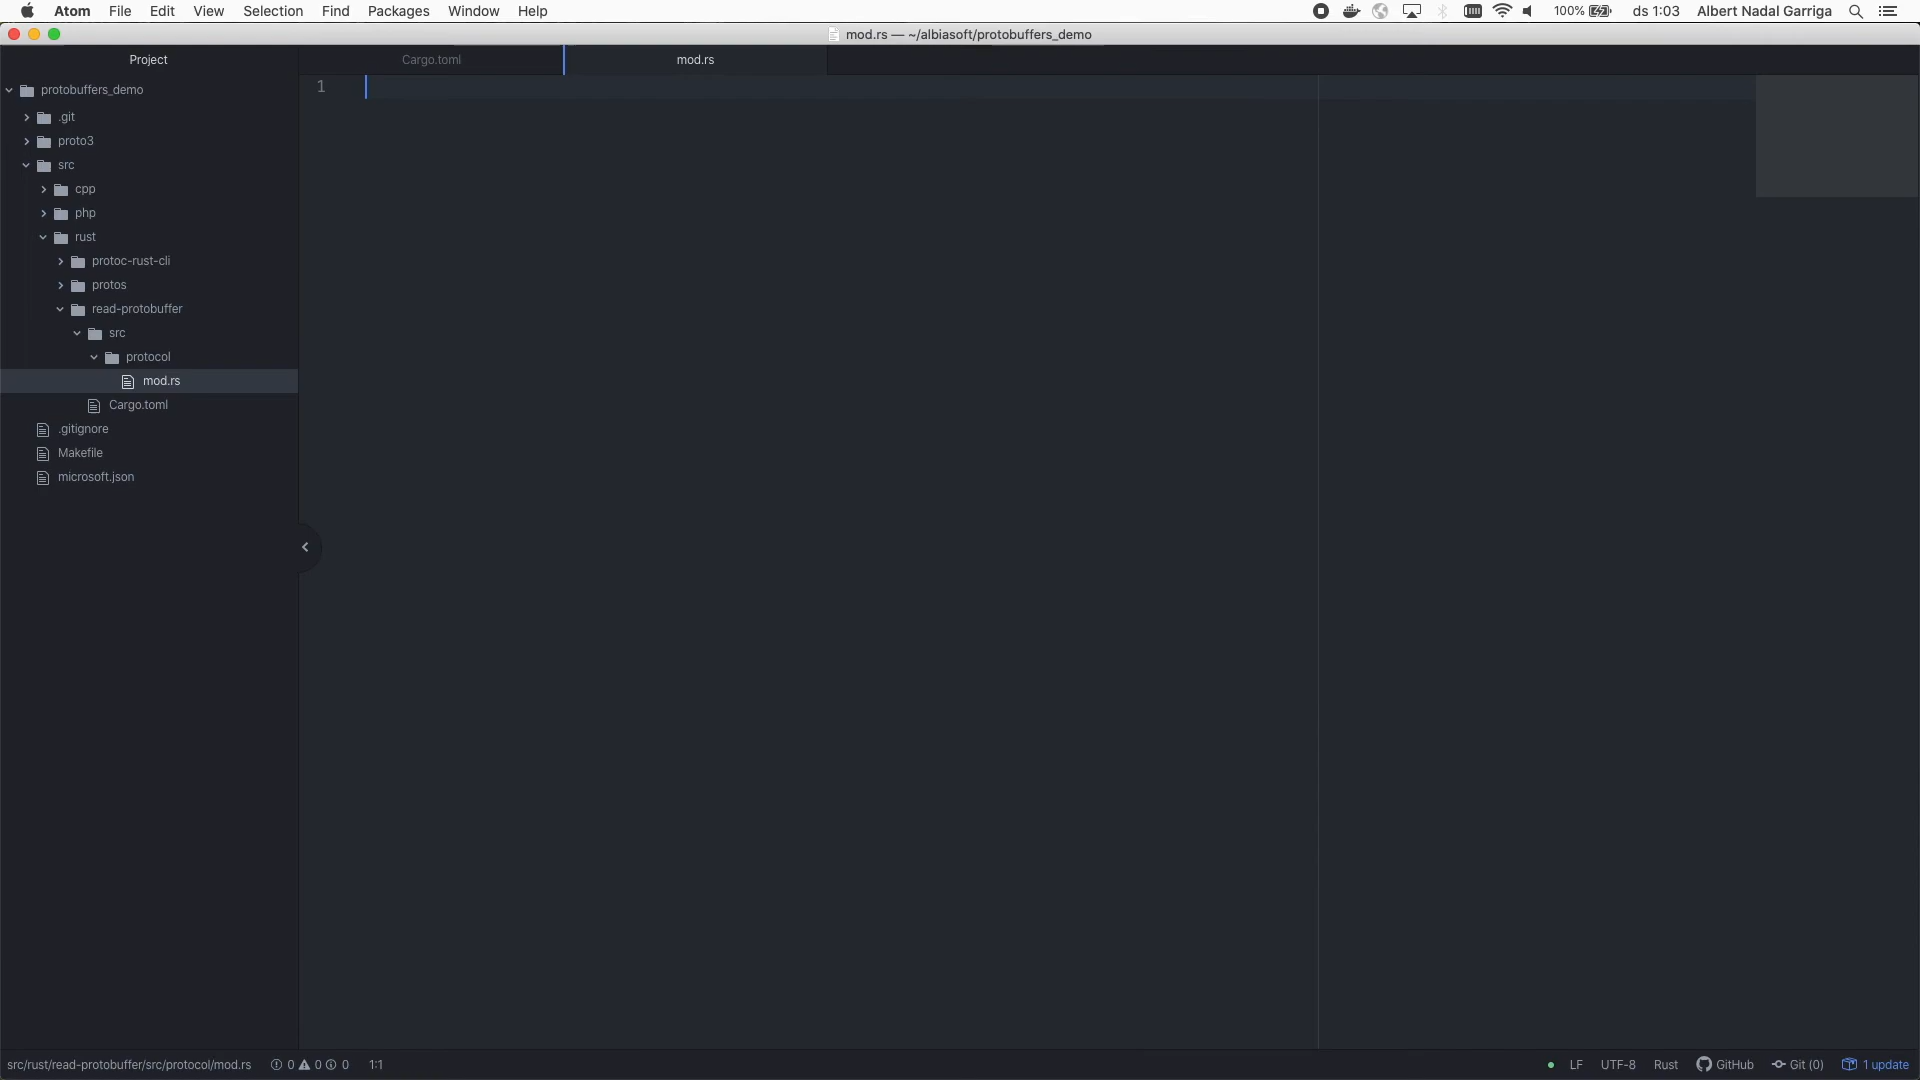 Atom File Edit View Selection Find Packages Window Help 100% ds 1:03 Albert Nadal Garriga
mod.rs — ~/albiasoft/protobuffers_demo
Project Cargo.toml mod.rs
protobuffers_demo
1
.git
proto3
src
cpp
php
rust
protoc-rust-cli
protos
read-protobuffer
src
protocol
mod.rs
Cargo.toml
.gitignore
Makefile
microsoft.json
src/rust/read-protobuffer/src/protocol/mod.rs 0 0 0 1:1 LF UTF-8 Rust GitHub Git (0) 1 update